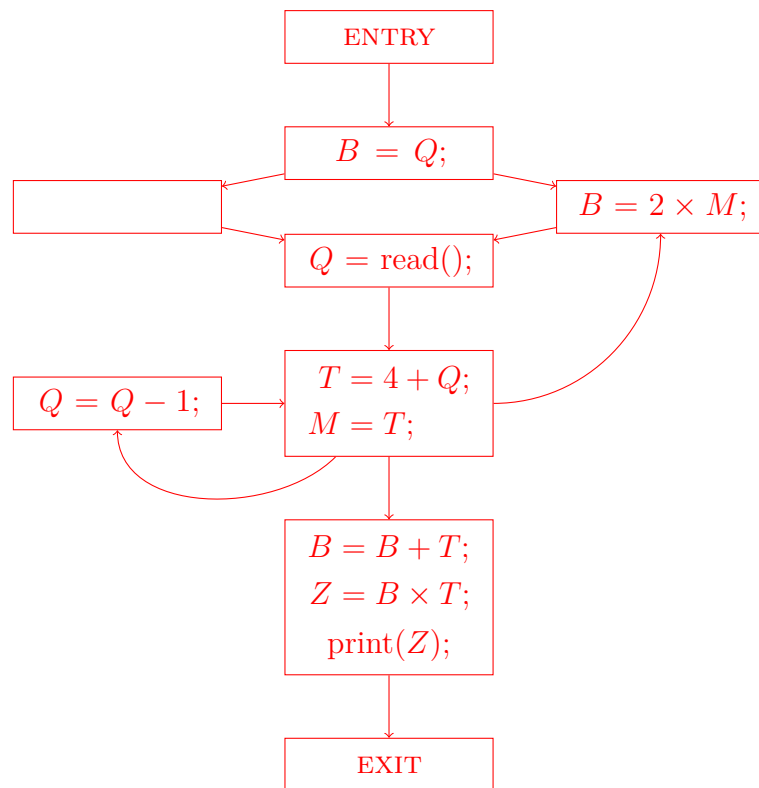 ENTRY
B = Q;
B = 2 × M;
Q = read();
T = 4 + Q;
M = T;
Q = Q − 1;
B = B + T;
Z = B × T;
print(Z);
EXIT